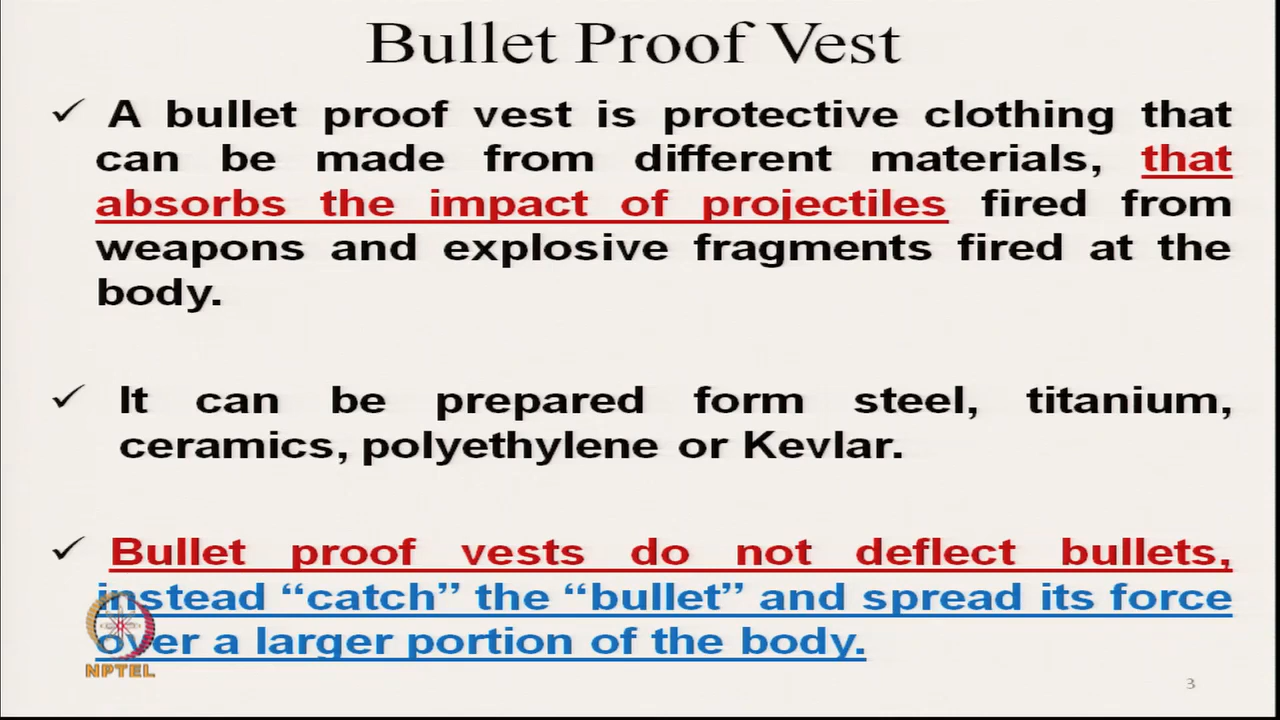 Bullet Proof Vest
✓ A bullet proof vest is protective clothing that
can be made from different materials, that
absorbs the impact of projectiles fired from
weapons and explosive fragments fired at the
body.
✓ It can be prepared form steel, titanium,
ceramics, polyethylene or Kevlar.
✓ Bullet proof vests do not deflect bullets,
instead “catch” the “bullet” and spread its force
over a larger portion of the body.
NPTEL
3